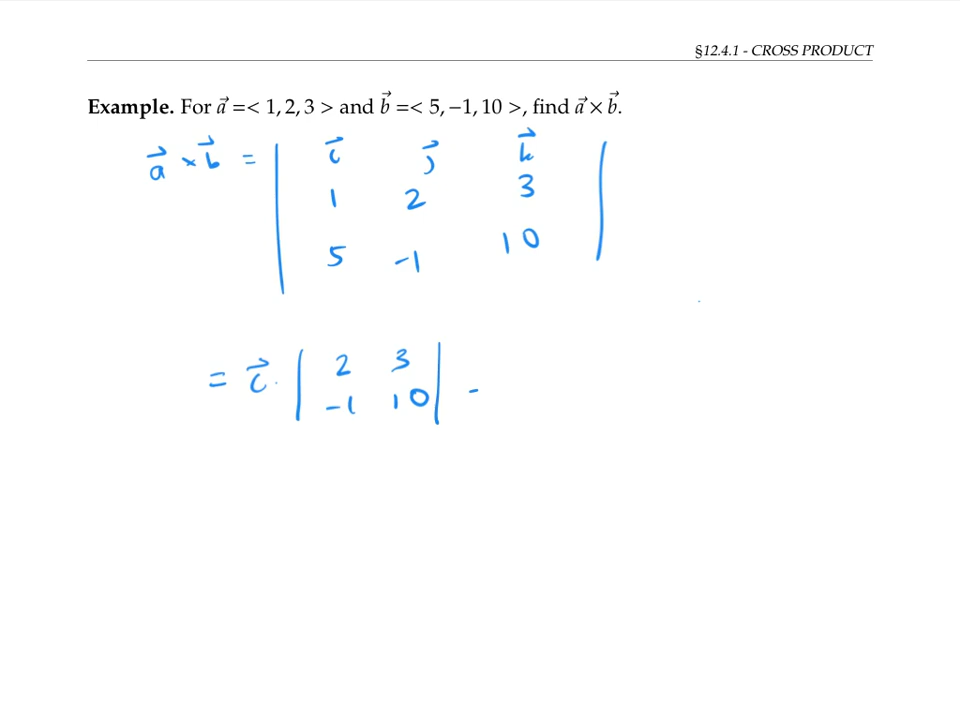 §12.4.1 - CROSS PRODUCT
Example. For a⃗ =< 1, 2, 3 > and b⃗ =< 5, −1, 10 >, find a⃗ × b⃗.
a⃗ × b⃗ = | i⃗ j⃗ k⃗
1 2 3
5 -1 10 |
= i⃗ · | 2 3 | -
-1 10